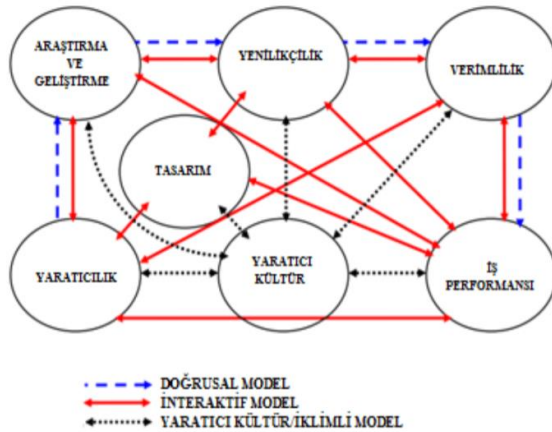 ARAŞTIRMA
VE
GELİŞTİRME
YENİLİKÇİLİK
VERİMLİLİK
TASARIM
YARATICILIK
YARATICI
KÜLTÜR
İŞ
PERFORMANSI
DOĞRUSAL MODEL
İNTERAKTİF MODEL
YARATICI KÜLTÜR/İKLİMLİ MODEL